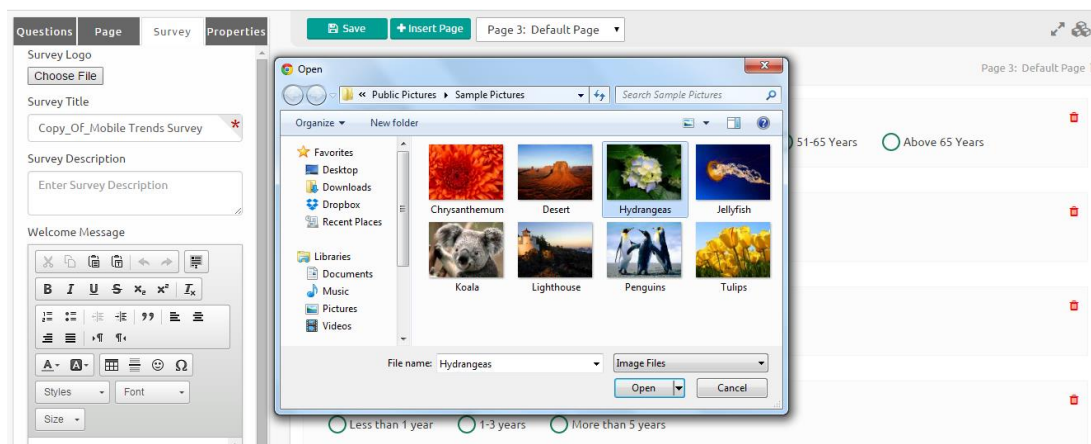 Questions Page Survey Properties
Save
Insert Page
Page 3: Default Page
Survey Logo
Choose File
Survey Title
Copy_Of_Mobile Trends Survey *
Survey Description
Enter Survey Description
Welcome Message
B I U S x₂ x² Iₓ
Styles
Font
Size
Page 3: Default Page
51-65 Years
Above 65 Years
Less than 1 year
1-3 years
More than 5 years
Open
« Public Pictures ▸ Sample Pictures
Search Sample Pictures
Organize
New folder
Favorites
Desktop
Downloads
Dropbox
Recent Places
Libraries
Documents
Music
Pictures
Videos
Chrysanthemum
Desert
Hydrangeas
Jellyfish
Koala
Lighthouse
Penguins
Tulips
File name: Hydrangeas
Image Files
Open
Cancel